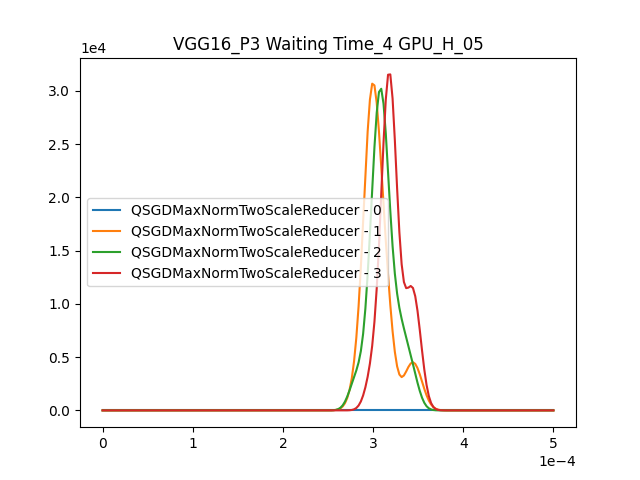 VGG16_P3 Waiting Time_4 GPU_H_05
1e4
3.0
2.5
2.0
1.5
1.0
0.5
0.0
QSGDMaxNormTwoScaleReducer - 0
QSGDMaxNormTwoScaleReducer - 1
QSGDMaxNormTwoScaleReducer - 2
QSGDMaxNormTwoScaleReducer - 3
0 1 2 3 4 5
1e−4